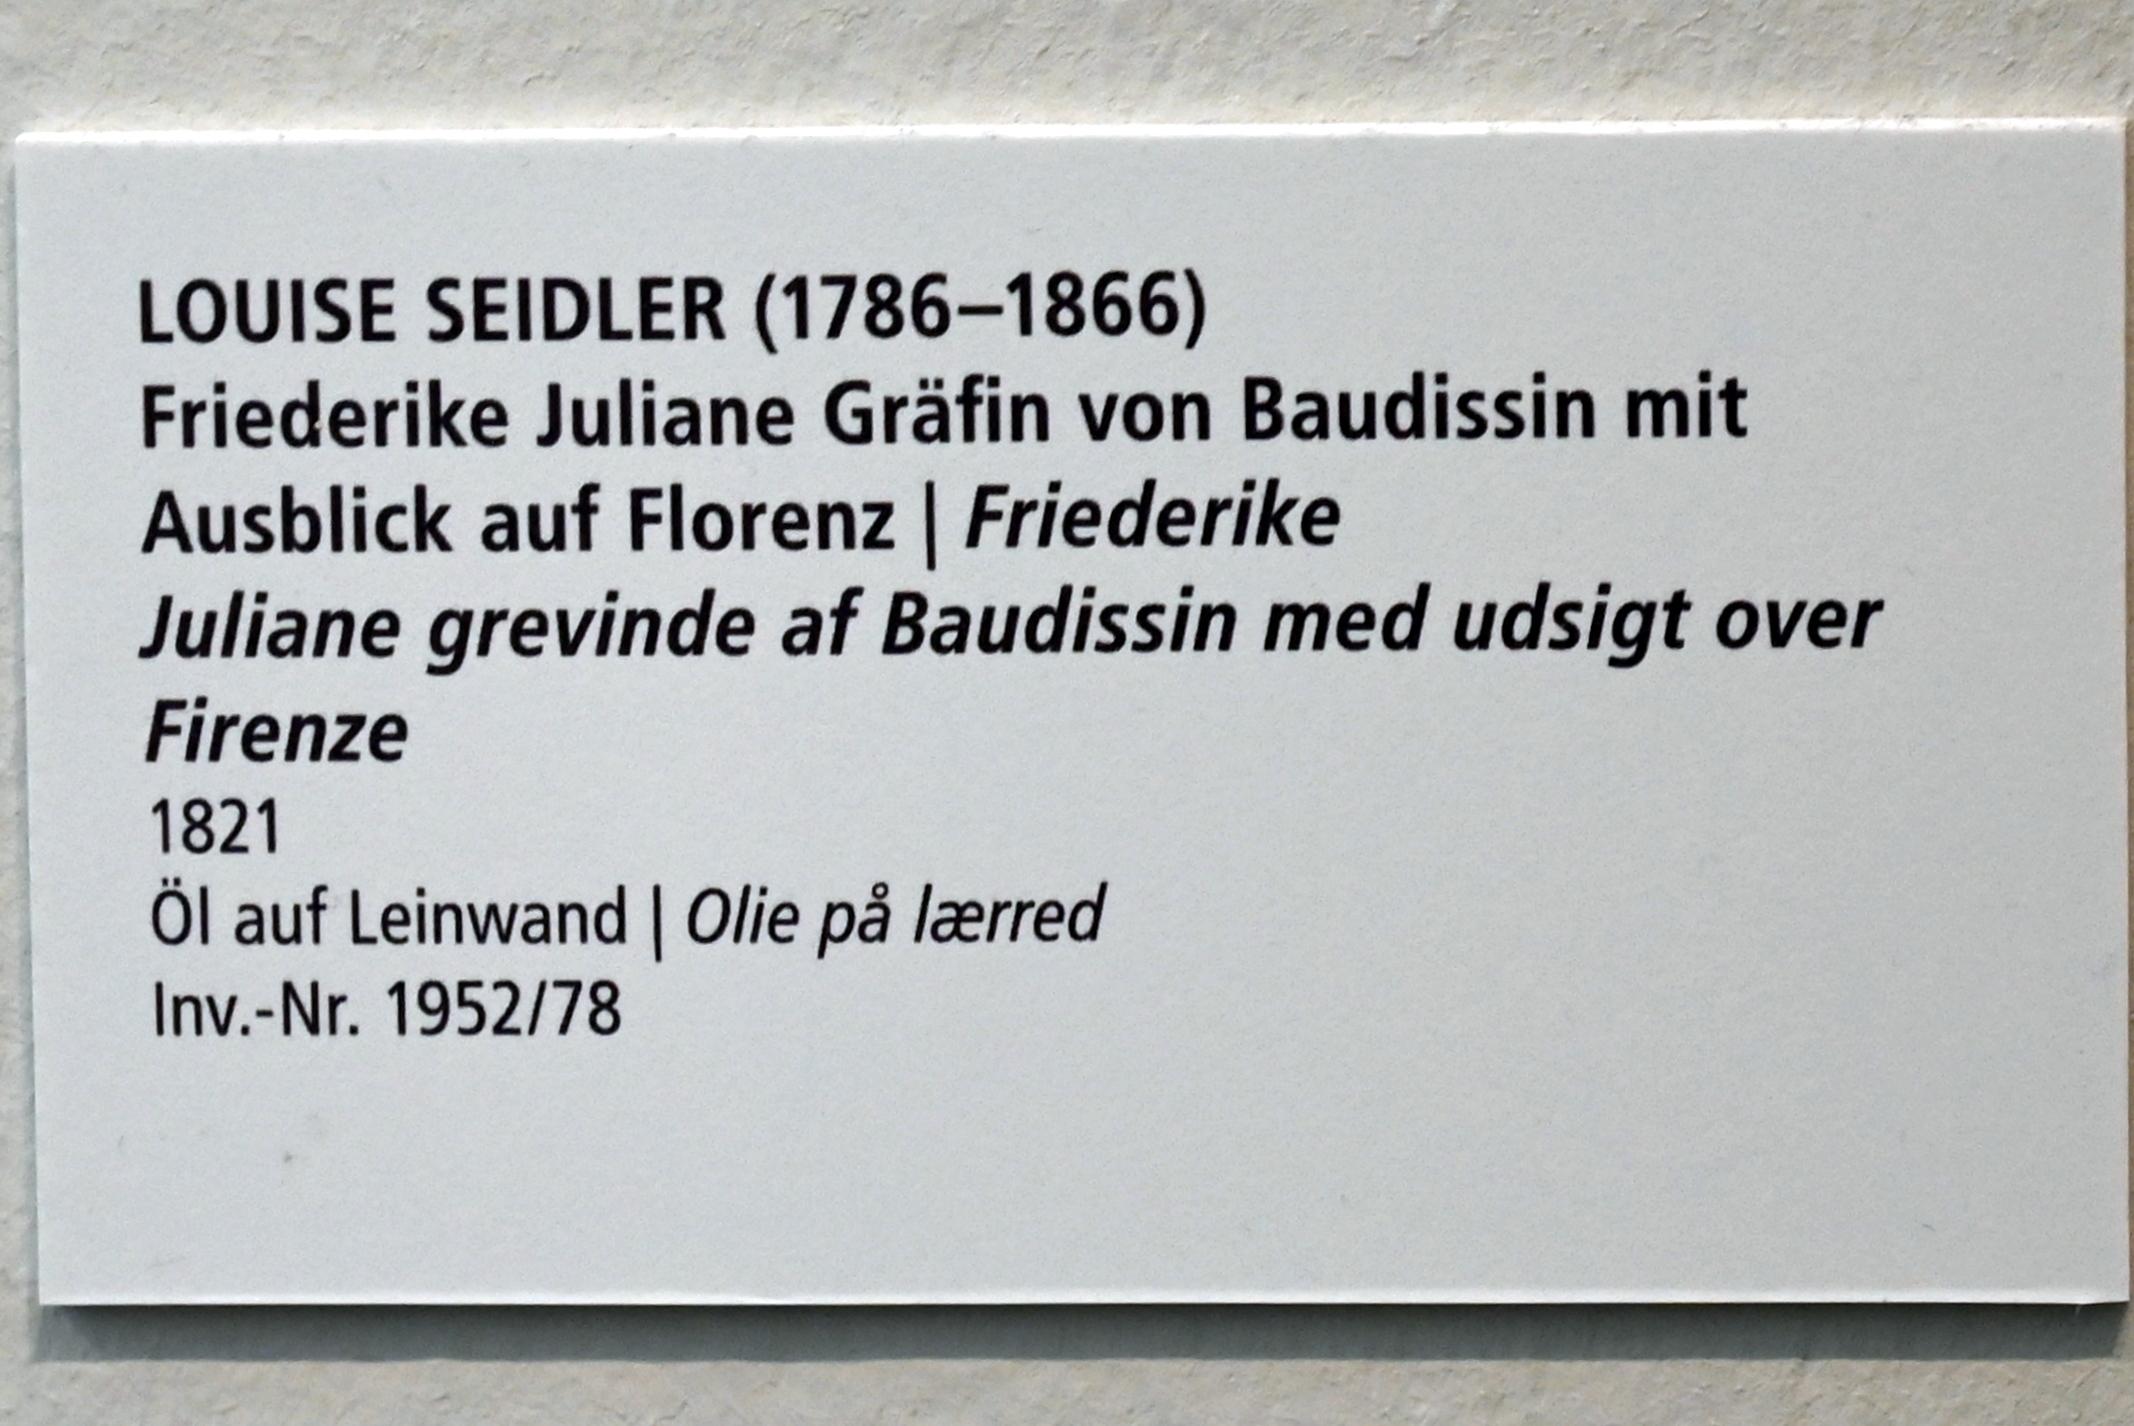 LOUISE SEIDLER (1786–1866)
Friederike Juliane Gräfin von Baudissin mit
Ausblick auf Florenz | Friederike
Juliane grevinde af Baudissin med udsigt over
Firenze
1821
Öl auf Leinwand | Olie på lærred
Inv.-Nr. 1952/78